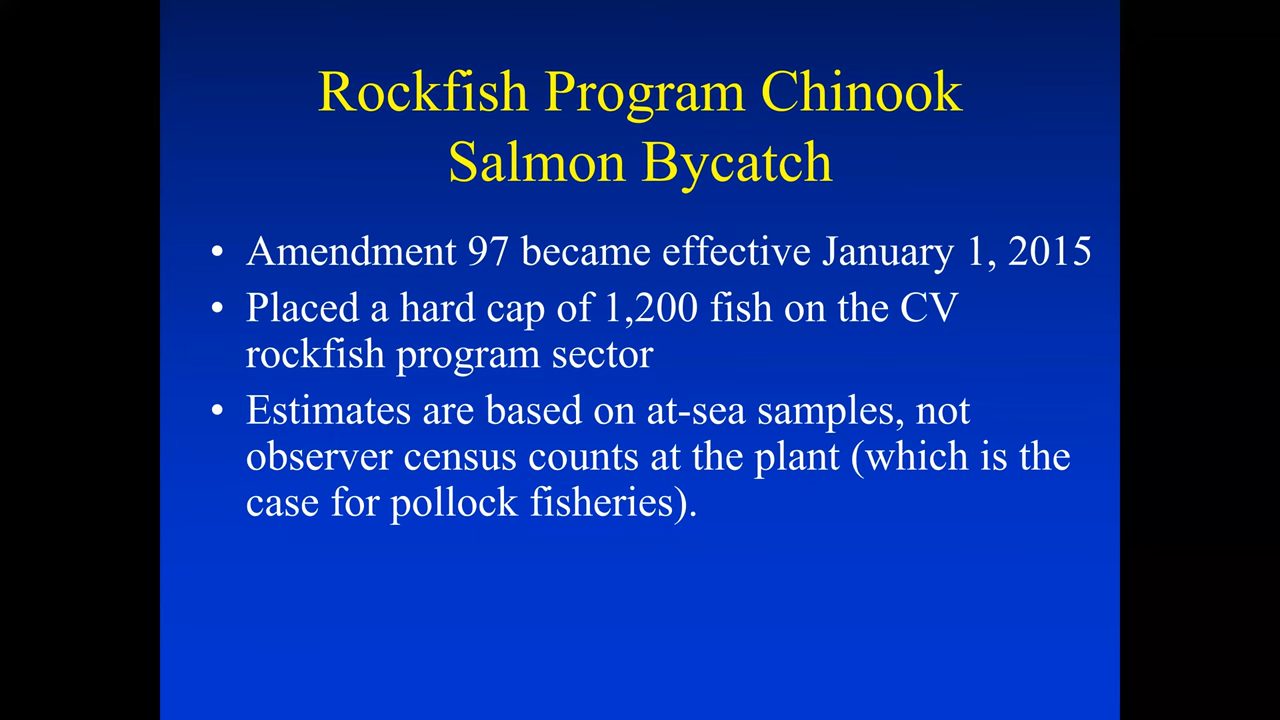 Rockfish Program Chinook
Salmon Bycatch
• Amendment 97 became effective January 1, 2015
• Placed a hard cap of 1,200 fish on the CV
rockfish program sector
• Estimates are based on at-sea samples, not
observer census counts at the plant (which is the
case for pollock fisheries).